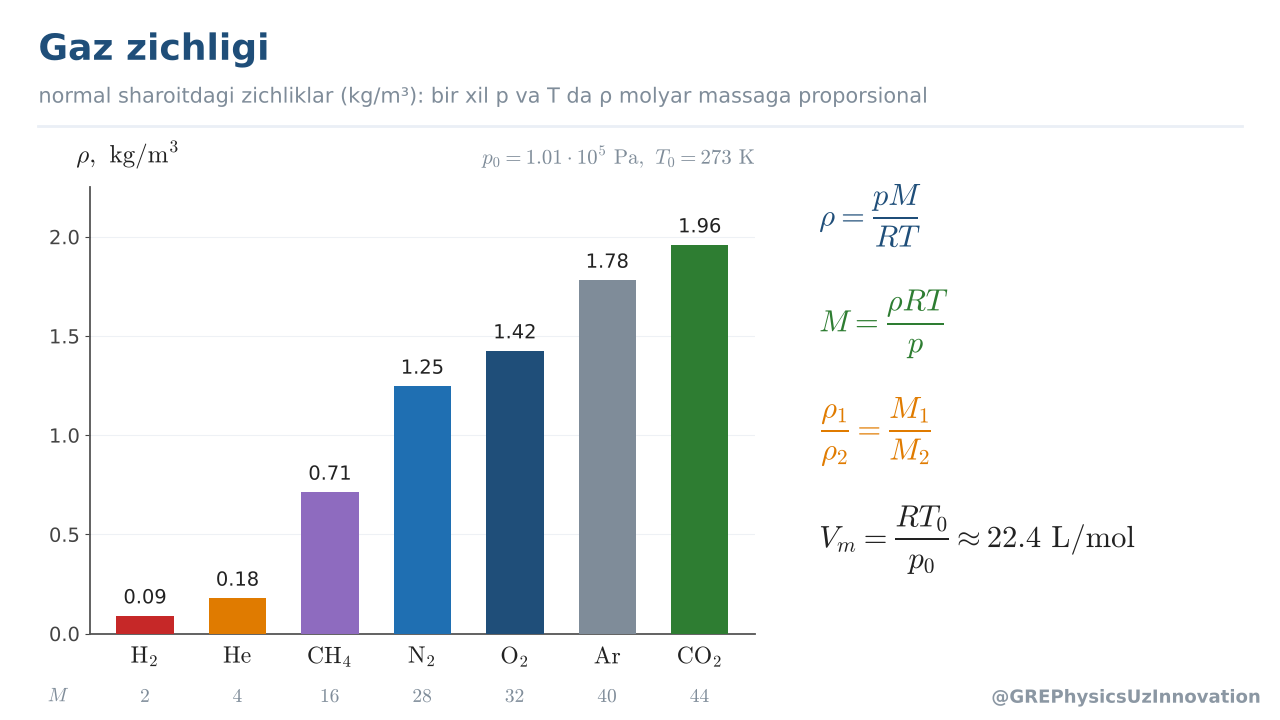 Gaz zichligi
normal sharoitdagi zichliklar (kg/m³): bir xil p va T da ρ molyar massaga proporsional
ρ, kg/m³
p₀ = 1.01 · 10⁵ Pa, T₀ = 273 K
2.0
1.5
1.0
0.5
0.0
0.09
0.18
0.71
1.25
1.42
1.78
1.96
H₂ He CH₄ N₂ O₂ Ar CO₂
M 2 4 16 28 32 40 44
ρ = pM/RT
M = ρRT/p
ρ₁/ρ₂ = M₁/M₂
Vₘ = RT₀/p₀ ≈ 22.4 L/mol
@GREPhysicsUzInnovation